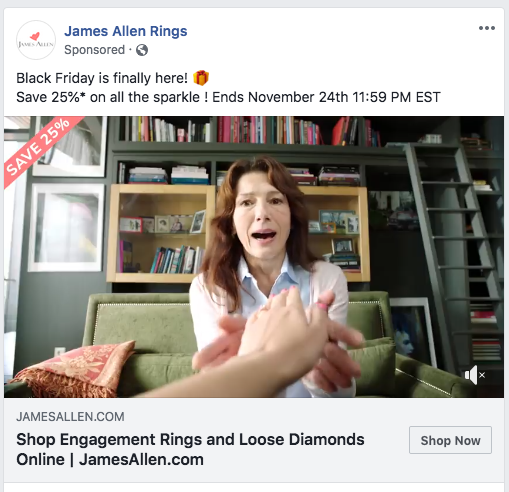 James Allen Rings
JAMES ALLEN
Sponsored ·
Black Friday is finally here! 🎁
Save 25%* on all the sparkle ! Ends November 24th 11:59 PM EST
SAVE 25%
JAMESALLEN.COM
Shop Engagement Rings and Loose Diamonds
Online | JamesAllen.com
Shop Now